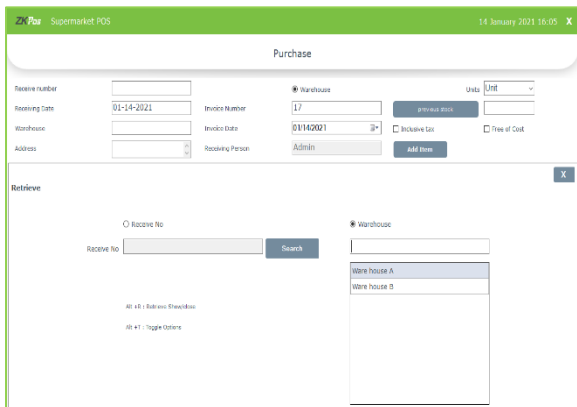 ZKPos Supermarket POS 14 January 2021 16:05 X
Purchase
Receive number Warehouse Units Unit
Receiving Date 01-14-2021 Invoice Number 17 previous stock
Warehouse Invoice Date 01/14/2021 Inclusive tax Free of Cost
Address Receiving Person Admin Add Item
X
Retrieve
Receive No Warehouse
Receive No Search
Ware house A
Ware house B
Alt +R : Retrieve Show/close
Alt +T : Toggle Options